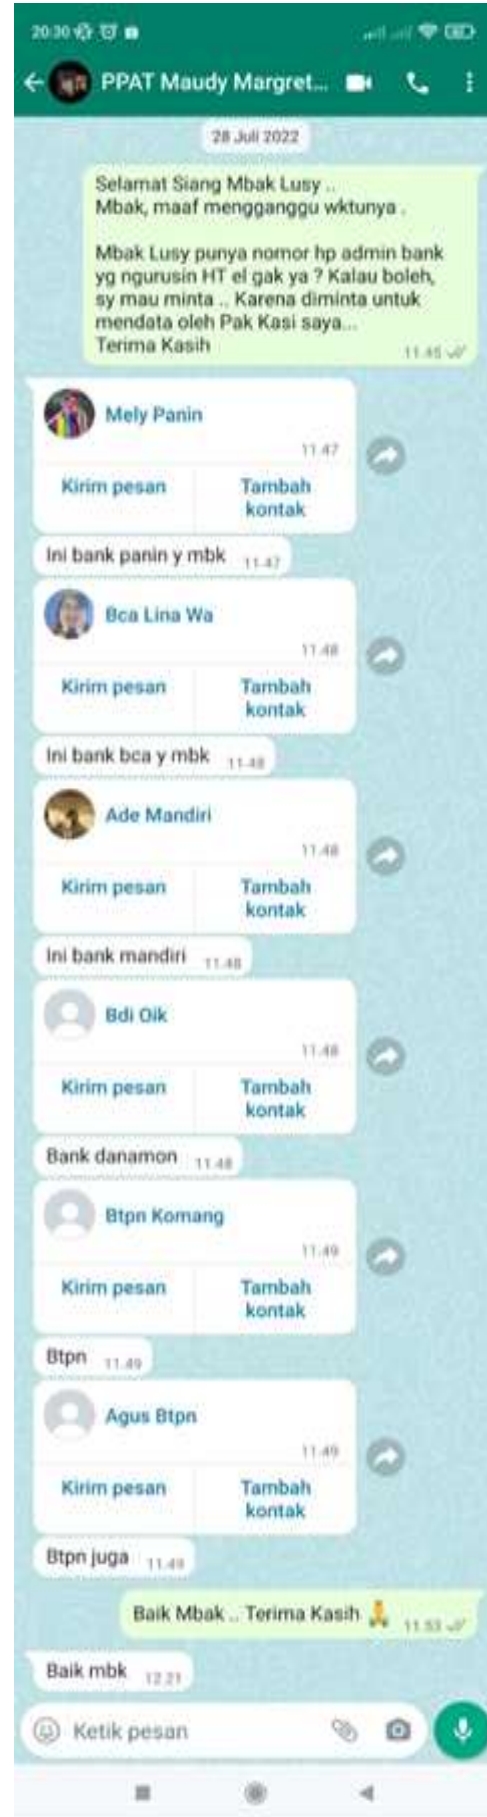 20:30
PPAT Maudy Margret...
28 Juli 2022
Selamat Siang Mbak Lusy ..
Mbak, maaf mengganggu wktunya .
Mbak Lusy punya nomor hp admin bank
yg ngurusin HT el gak ya ? Kalau boleh,
sy mau minta .. Karena diminta untuk
mendata oleh Pak Kasi saya...
Terima Kasih
11.45
Mely Panin
11.47
Kirim pesan
Tambah
kontak
Ini bank panin y mbk 11.47
Bca Lina Wa
11.48
Kirim pesan
Tambah
kontak
Ini bank bca y mbk 11.48
Ade Mandiri
11.48
Kirim pesan
Tambah
kontak
Ini bank mandiri 11.48
Bdi Oik
11.48
Kirim pesan
Tambah
kontak
Bank danamon 11.48
Btpn Komang
11.49
Kirim pesan
Tambah
kontak
Btpn 11.49
Agus Btpn
11.49
Kirim pesan
Tambah
kontak
Btpn juga 11.49
Baik Mbak .. Terima Kasih 🙏 11.53
Baik mbk 12.21
Ketik pesan